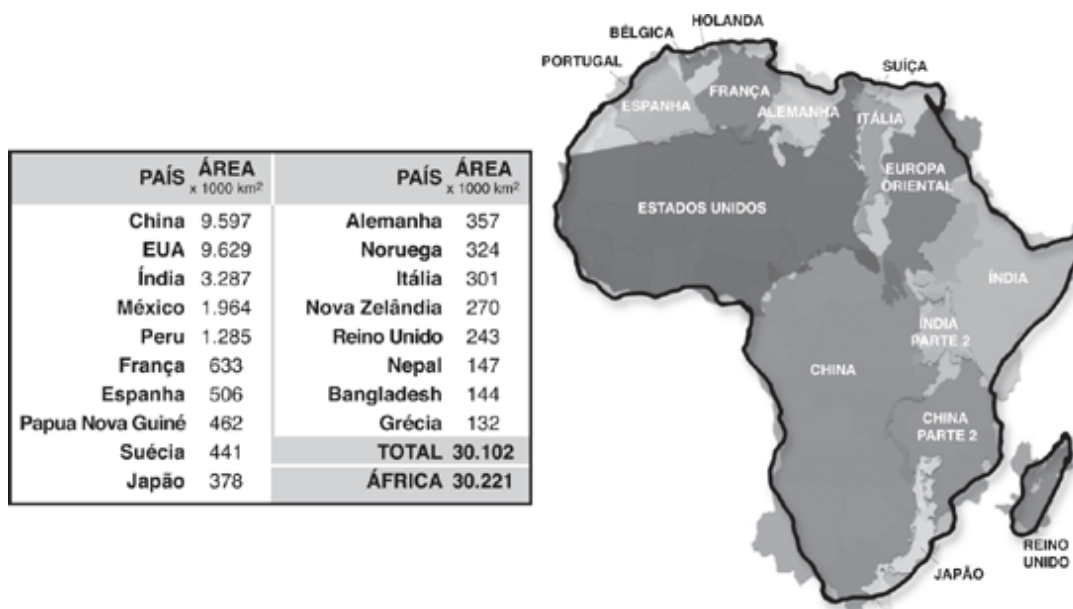 PAÍS ÁREA x 1000 km² PAÍS ÁREA x 1000 km²
China 9.597 Alemanha 357
EUA 9.629 Noruega 324
Índia 3.287 Itália 301
México 1.964 Nova Zelândia 270
Peru 1.285 Reino Unido 243
França 633 Nepal 147
Espanha 506 Bangladesh 144
Papua Nova Guiné 462 Grécia 132
Suécia 441 TOTAL 30.102
Japão 378 ÁFRICA 30.221
HOLANDA
BÉLGICA
PORTUGAL
SUÍÇA
ESPANHA
FRANÇA
ALEMANHA
ITÁLIA
EUROPA
ORIENTAL
ESTADOS UNIDOS
ÍNDIA
ÍNDIA
PARTE 2
CHINA
CHINA
PARTE 2
REINO
UNIDO
JAPÃO